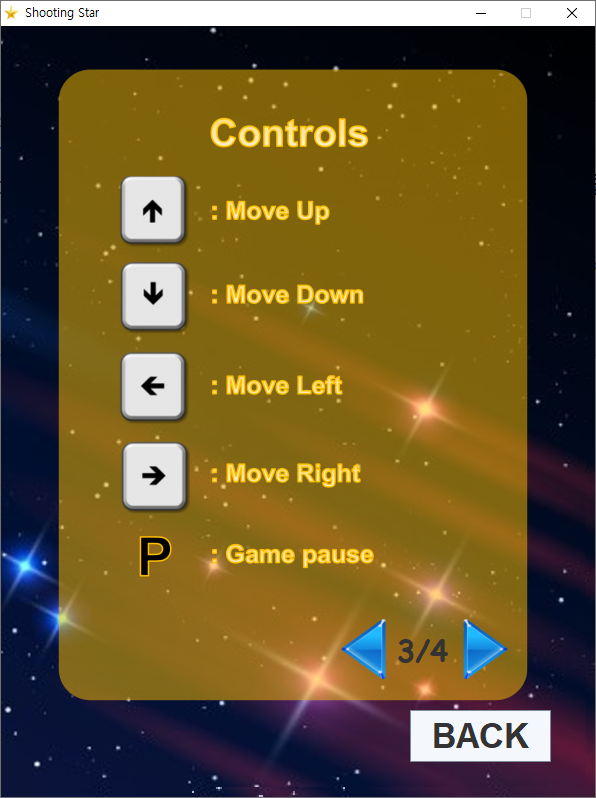 Shooting Star
Controls
: Move Up
: Move Down
: Move Left
: Move Right
P : Game pause
3/4
BACK